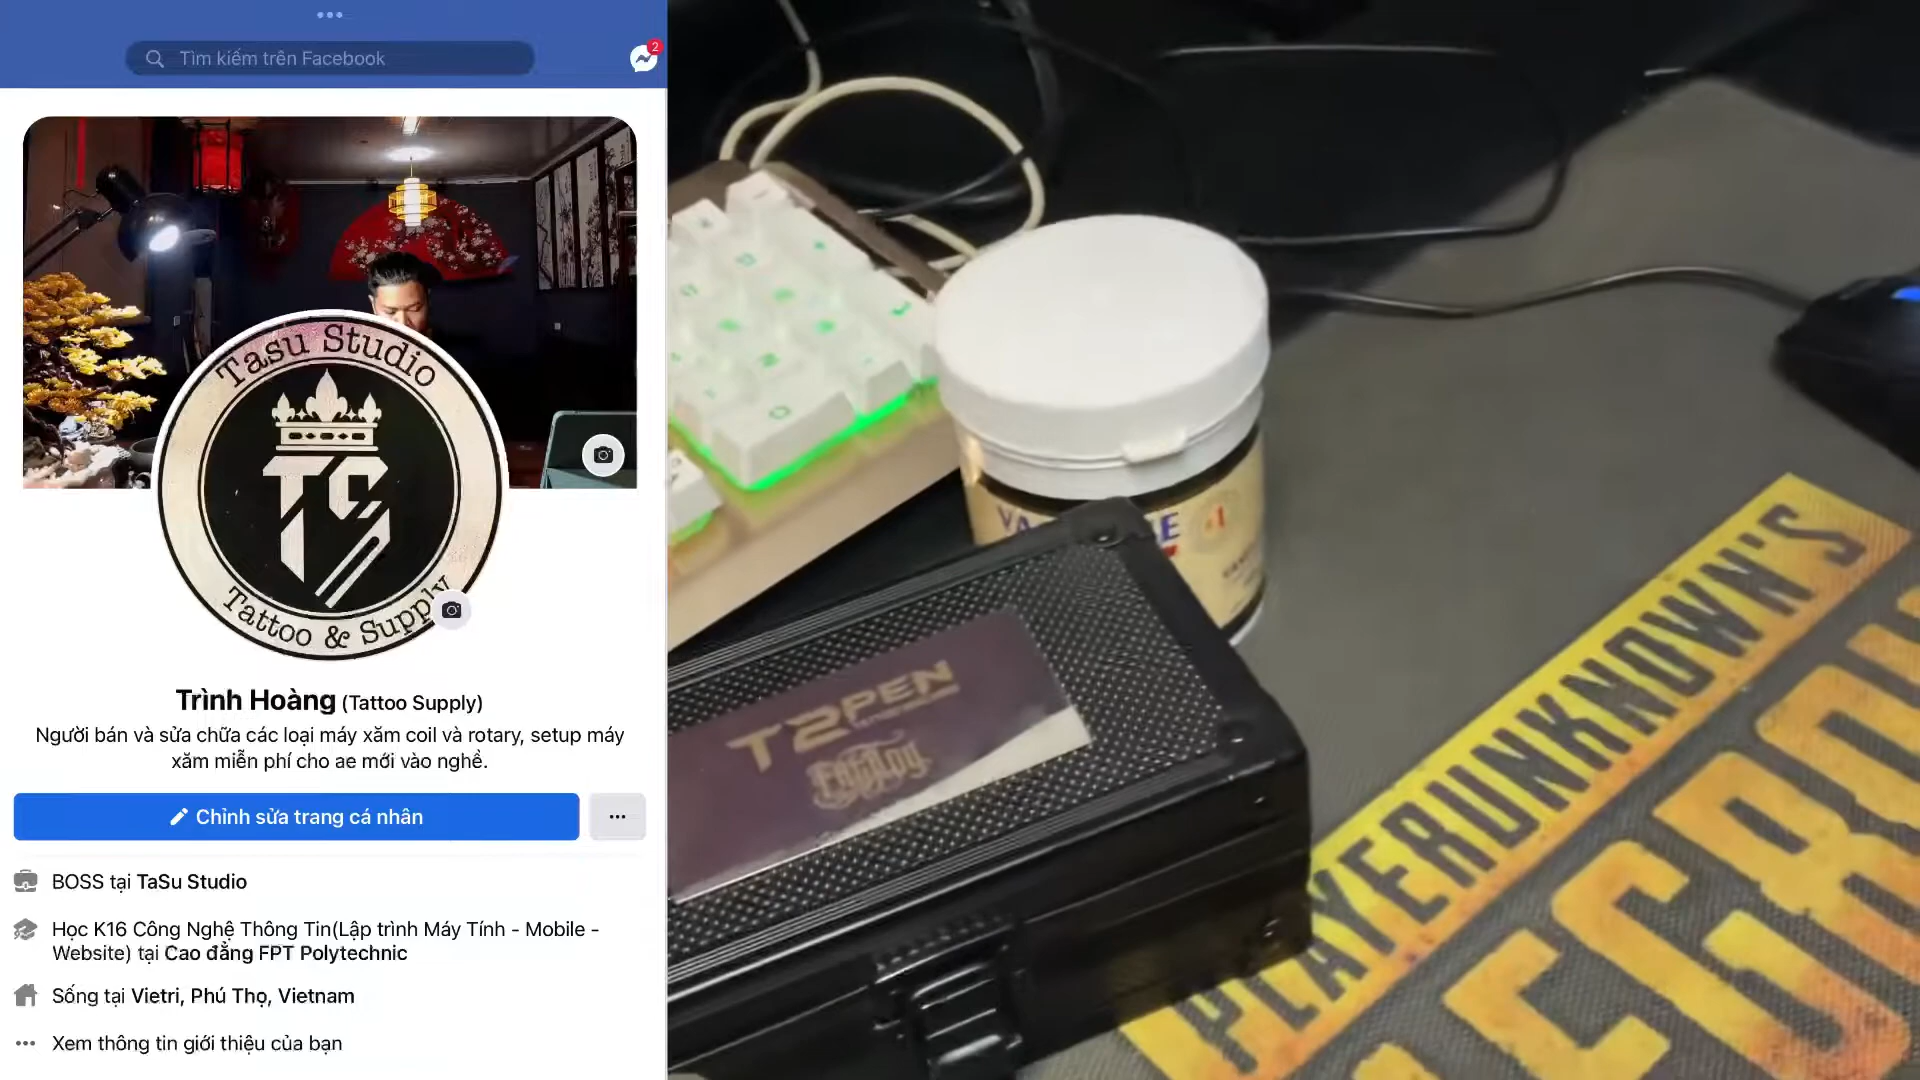 Tìm kiếm trên Facebook
2
Tasu Studio
TS
Tattoo & Supply
Trình Hoàng (Tattoo Supply)
Người bán và sửa chữa các loại máy xăm coil và rotary, setup máy
xăm miễn phí cho ae mới vào nghề.
Chỉnh sửa trang cá nhân
BOSS tại TaSu Studio
Học K16 Công Nghệ Thông Tin(Lập trình Máy Tính - Mobile -
Website) tại Cao đẳng FPT Polytechnic
Sống tại Vietri, Phú Thọ, Vietnam
Xem thông tin giới thiệu của bạn
T2PEN
PLAYERUNKNOWN'S